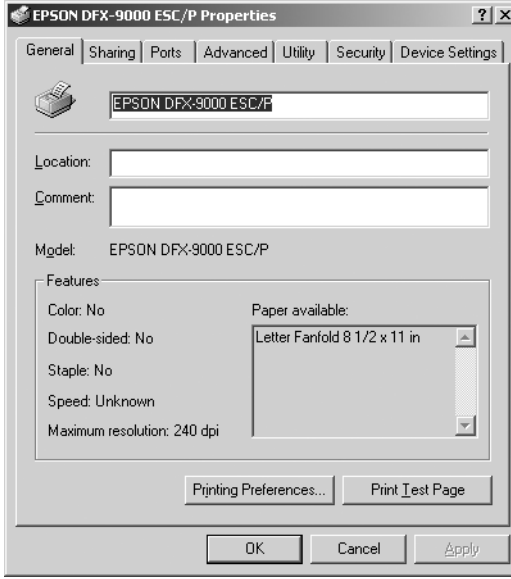 EPSON DFX-9000 ESC/P Properties
General Sharing Ports Advanced Utility Security Device Settings
EPSON DFX-9000 ESC/P
Location:
Comment:
Model: EPSON DFX-9000 ESC/P
Features
Color: No Paper available:
Double-sided: No Letter Fanfold 8 1/2 x 11 in
Staple: No
Speed: Unknown
Maximum resolution: 240 dpi
Printing Preferences... Print Test Page
OK Cancel Apply